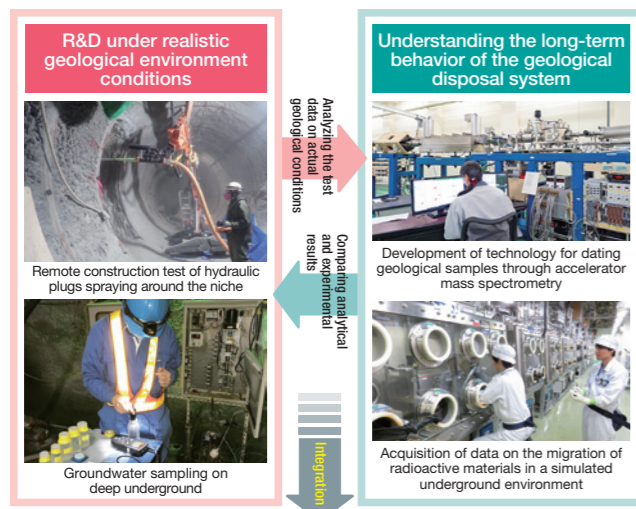 R&D under realistic
geological environment
conditions
Remote construction test of hydraulic
plugs spraying around the niche
Groundwater sampling on
deep underground
Analyzing the test
data on actual
geological conditions
Comparing analytical
and experimental
results
Integration
Understanding the long-term
behavior of the geological
disposal system
Development of technology for dating
geological samples through accelerator
mass spectrometry
Acquisition of data on the migration of
radioactive materials in a simulated
underground environment